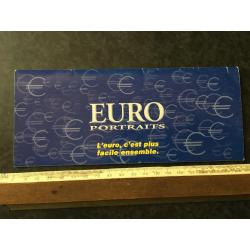 EURO
PORTRAITS
L'euro, c'est plus
facile ensemble.